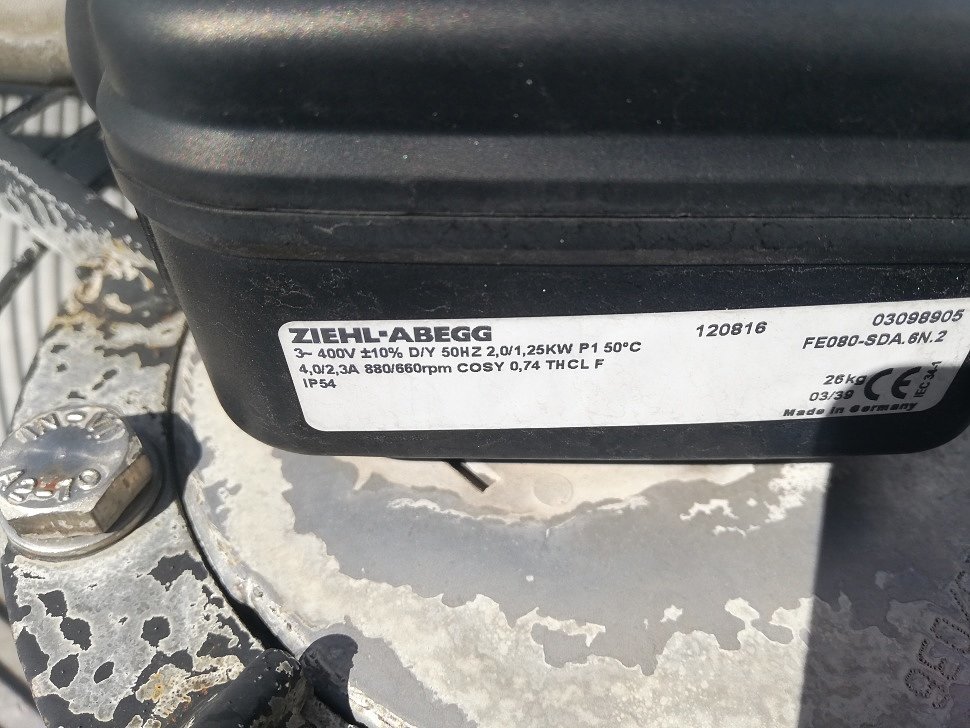 ZIEHL-ABEGG 120816 03098905
3~ 400V ±10% D/Y 50HZ 2,0/1,25KW P1 50°C FE080-SDA.6N.2
4,0/2,3A 880/660rpm COSY 0,74 THCL F
IP54 26kg CE IEC 34-1
03/39
Made in Germany